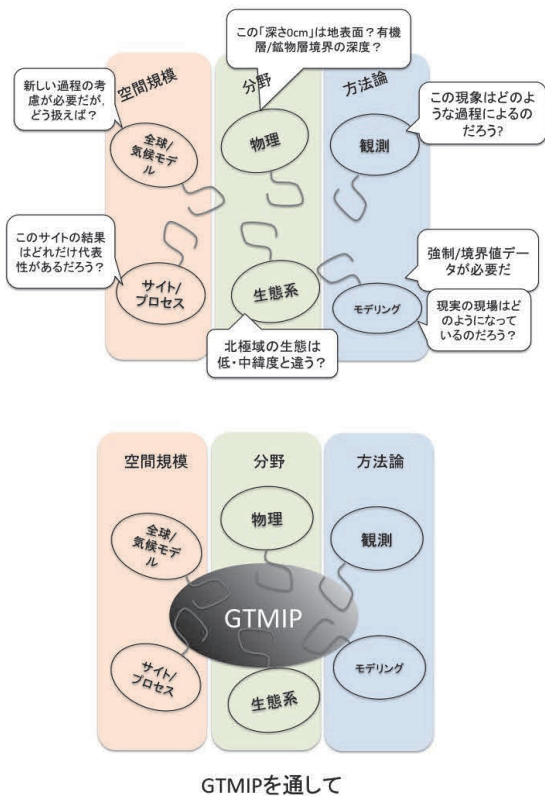 この「深さ0cm」は地表面？有機
層/鉱物層境界の深度？
新しい過程の考
慮が必要だが,
どう扱えば？
空間規模
分野
方法論
この現象はどの
ような過程によるの
だろう?
全球/
気候モデ
ル
物理
観測
このサイトの結果
はどれだけ代表
性があるだろう？
サイト/
プロセス
生態系
モデリング
強制/境界値デー
タが必要だ
現実の現場はど
のようになって
いるのだろう？
北極域の生態は
低・中緯度と違う？
空間規模
分野
方法論
全球/
気候モデ
ル
物理
観測
GTMIP
サイト/
プロセス
生態系
モデリング
GTMIPを通して